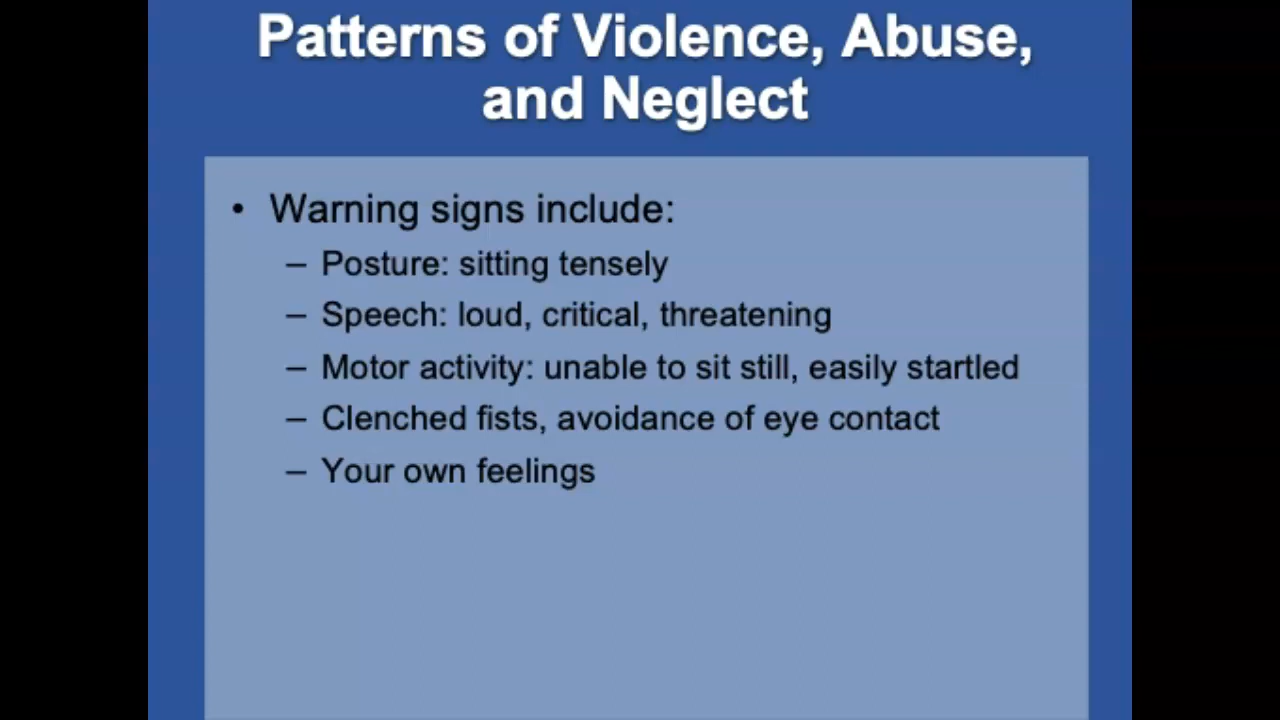 Patterns of Violence, Abuse,
and Neglect
• Warning signs include:
– Posture: sitting tensely
– Speech: loud, critical, threatening
– Motor activity: unable to sit still, easily startled
– Clenched fists, avoidance of eye contact
– Your own feelings